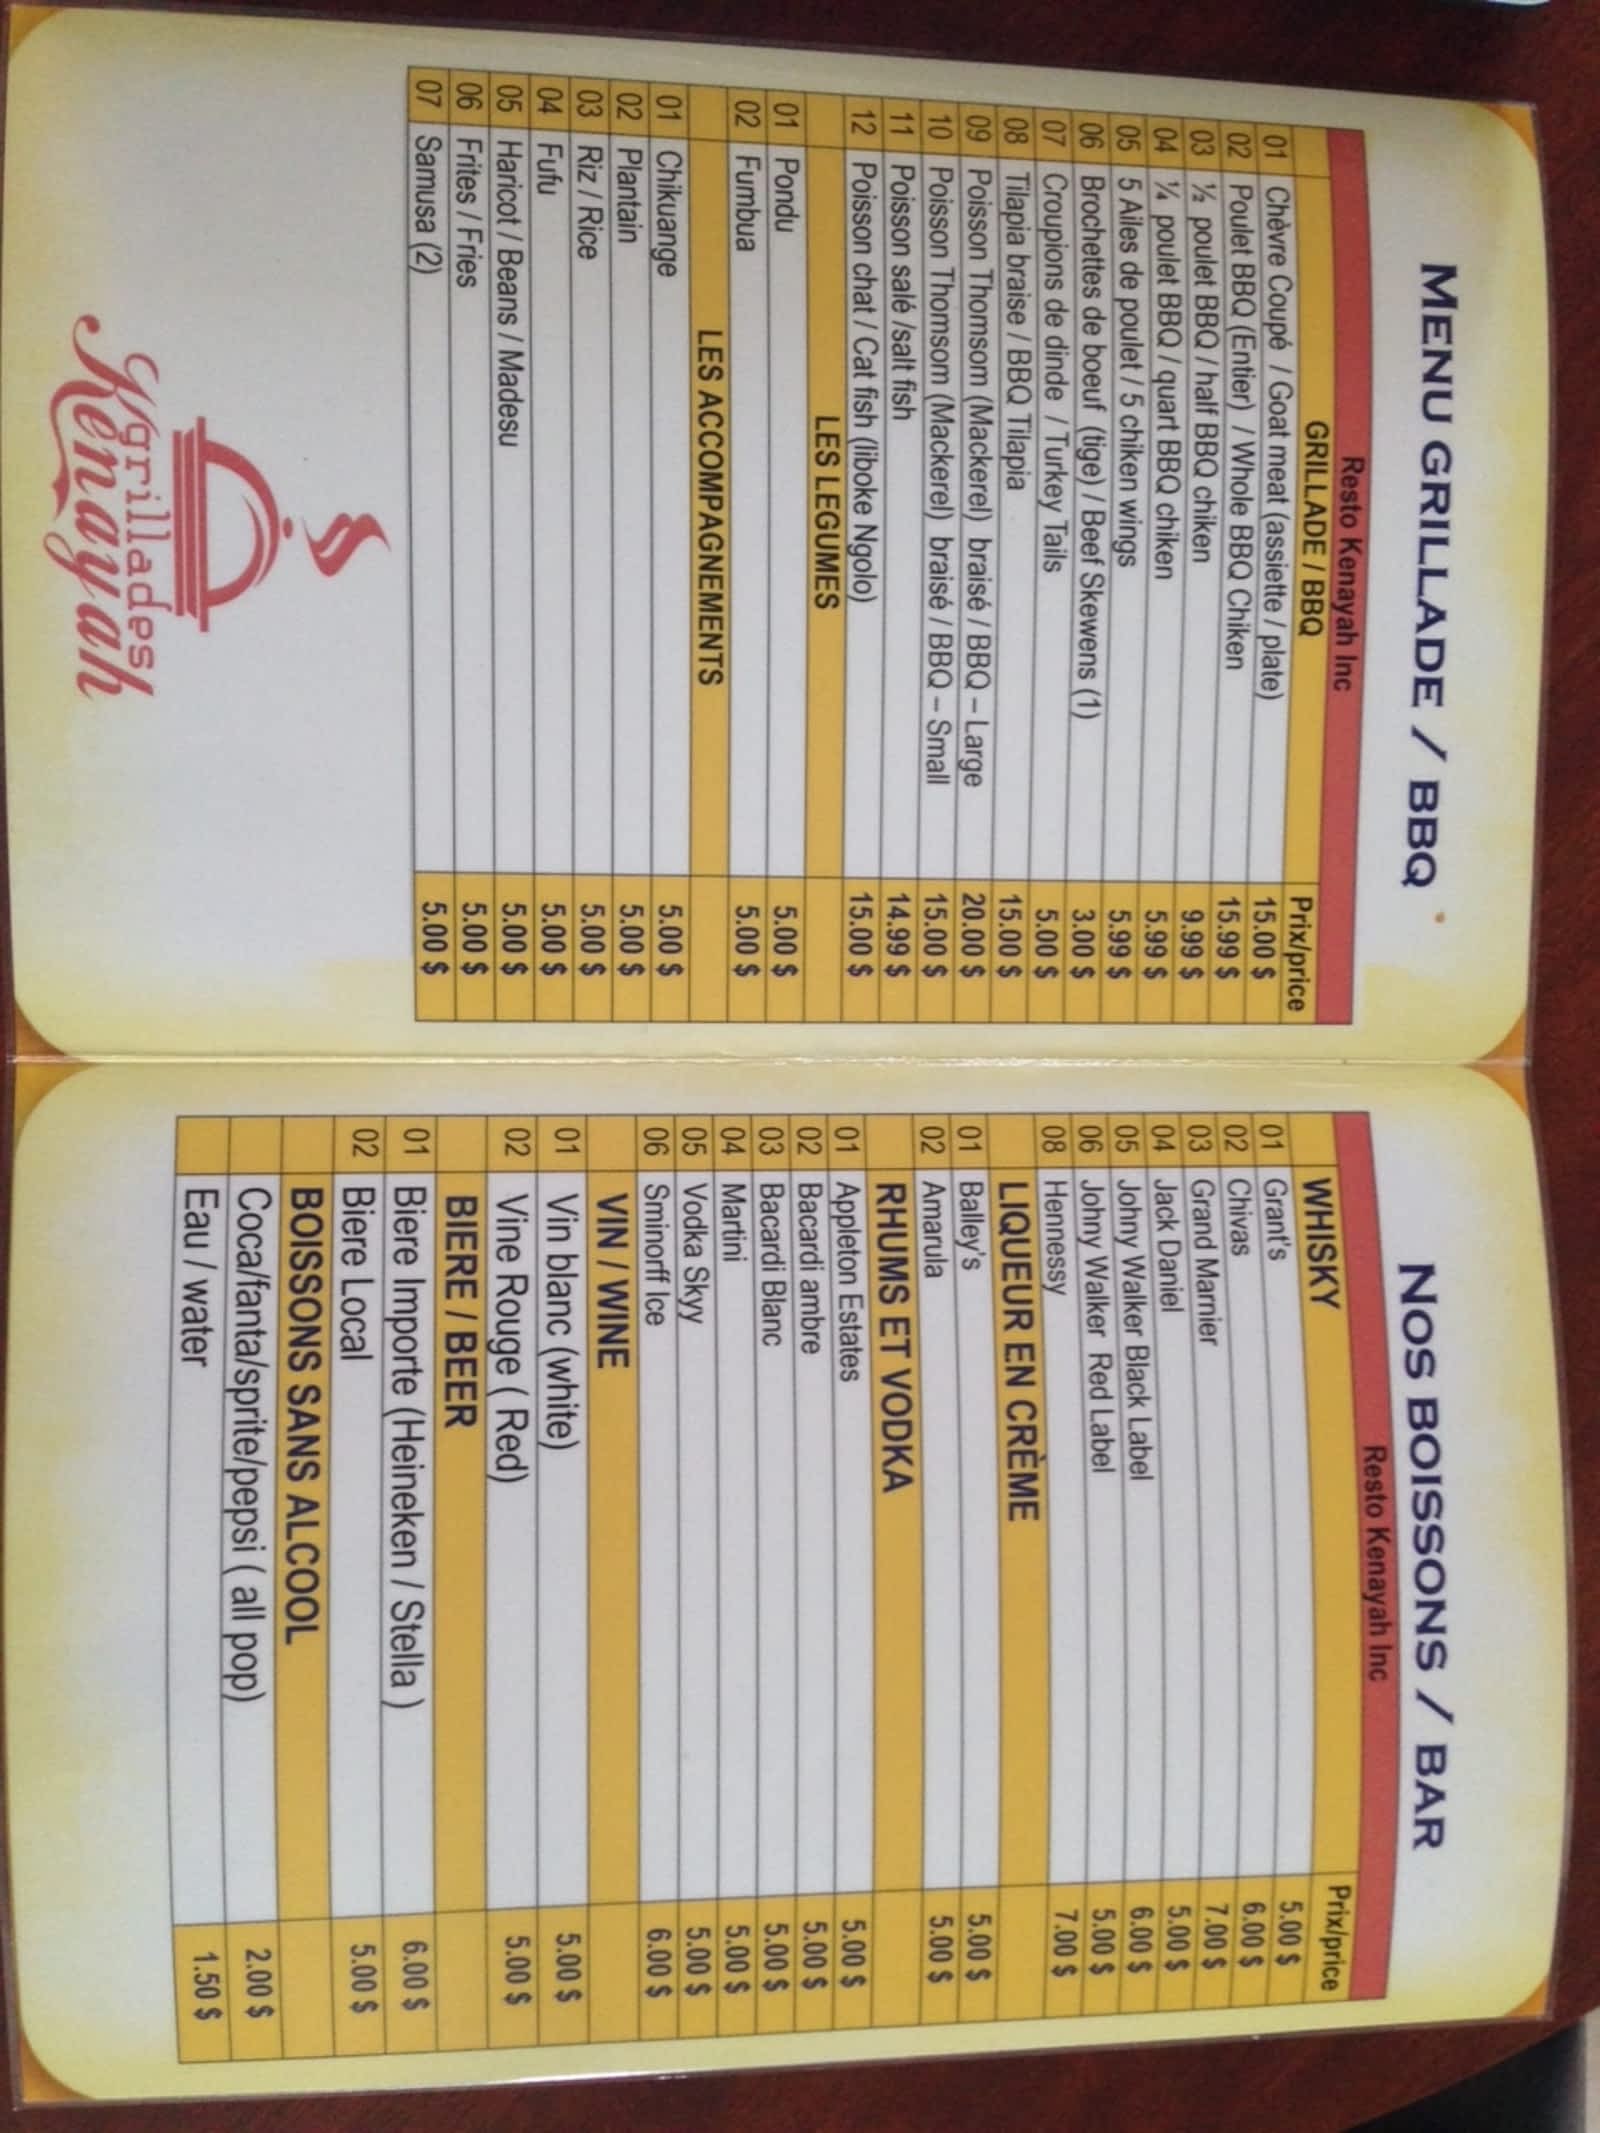 MENU GRILLADE / BBQ
Resto Kenayah Inc
GRILLADE / BBQ Prix/price
01 Chèvre Coupé / Goat meat (assiette / plate) 15.00 $
02 Poulet BBQ (Entier) / Whole BBQ Chiken 15.99 $
03 ½ poulet BBQ / half BBQ chiken 9.99 $
04 ¼ poulet BBQ / quart BBQ chiken 5.99 $
05 5 Ailes de poulet / 5 chiken wings 5.99 $
06 Brochettes de boeuf (tige) / Beef Skewens (1) 3.00 $
07 Croupions de dinde / Turkey Tails 5.00 $
08 Tilapia braise / BBQ Tilapia 15.00 $
09 Poisson Thomsom (Mackerel) braisé / BBQ – Large 20.00 $
10 Poisson Thomsom (Mackerel) braisé / BBQ – Small 15.00 $
11 Poisson salé /salt fish 14.99 $
12 Poisson chat / Cat fish (liboke Ngolo) 15.00 $
LES LEGUMES
01 Pondu 5.00 $
02 Fumbua 5.00 $
LES ACCOMPAGNEMENTS
01 Chikuange 5.00 $
02 Plantain 5.00 $
03 Riz / Rice 5.00 $
04 Fufu 5.00 $
05 Haricot / Beans / Madesu 5.00 $
06 Frites / Fries 5.00 $
07 Samusa (2) 5.00 $
grillades
Kenayah
NOS BOISSONS / BAR
Resto Kenayah Inc
WHISKY Prix/price
01 Grant's 5.00 $
02 Chivas 6.00 $
03 Grand Marnier 7.00 $
04 Jack Daniel 5.00 $
05 Johny Walker Black Label 6.00 $
06 Johny Walker Red Label 5.00 $
08 Hennessy 7.00 $
LIQUEUR EN CRÈME
01 Bailey's 5.00 $
02 Amarula 5.00 $
RHUMS ET VODKA
01 Appleton Estates 5.00 $
02 Bacardi ambre 5.00 $
03 Bacardi Blanc 5.00 $
04 Martini 5.00 $
05 Vodka Skyy 5.00 $
06 Sminorff Ice 6.00 $
VIN / WINE
01 Vin blanc (white) 5.00 $
02 Vine Rouge ( Red) 5.00 $
BIERE / BEER
01 Biere Importe (Heineken / Stella ) 6.00 $
02 Biere Local 5.00 $
BOISSONS SANS ALCOOL
Coca/fanta/sprite/pepsi ( all pop) 2.00 $
Eau / water 1.50 $